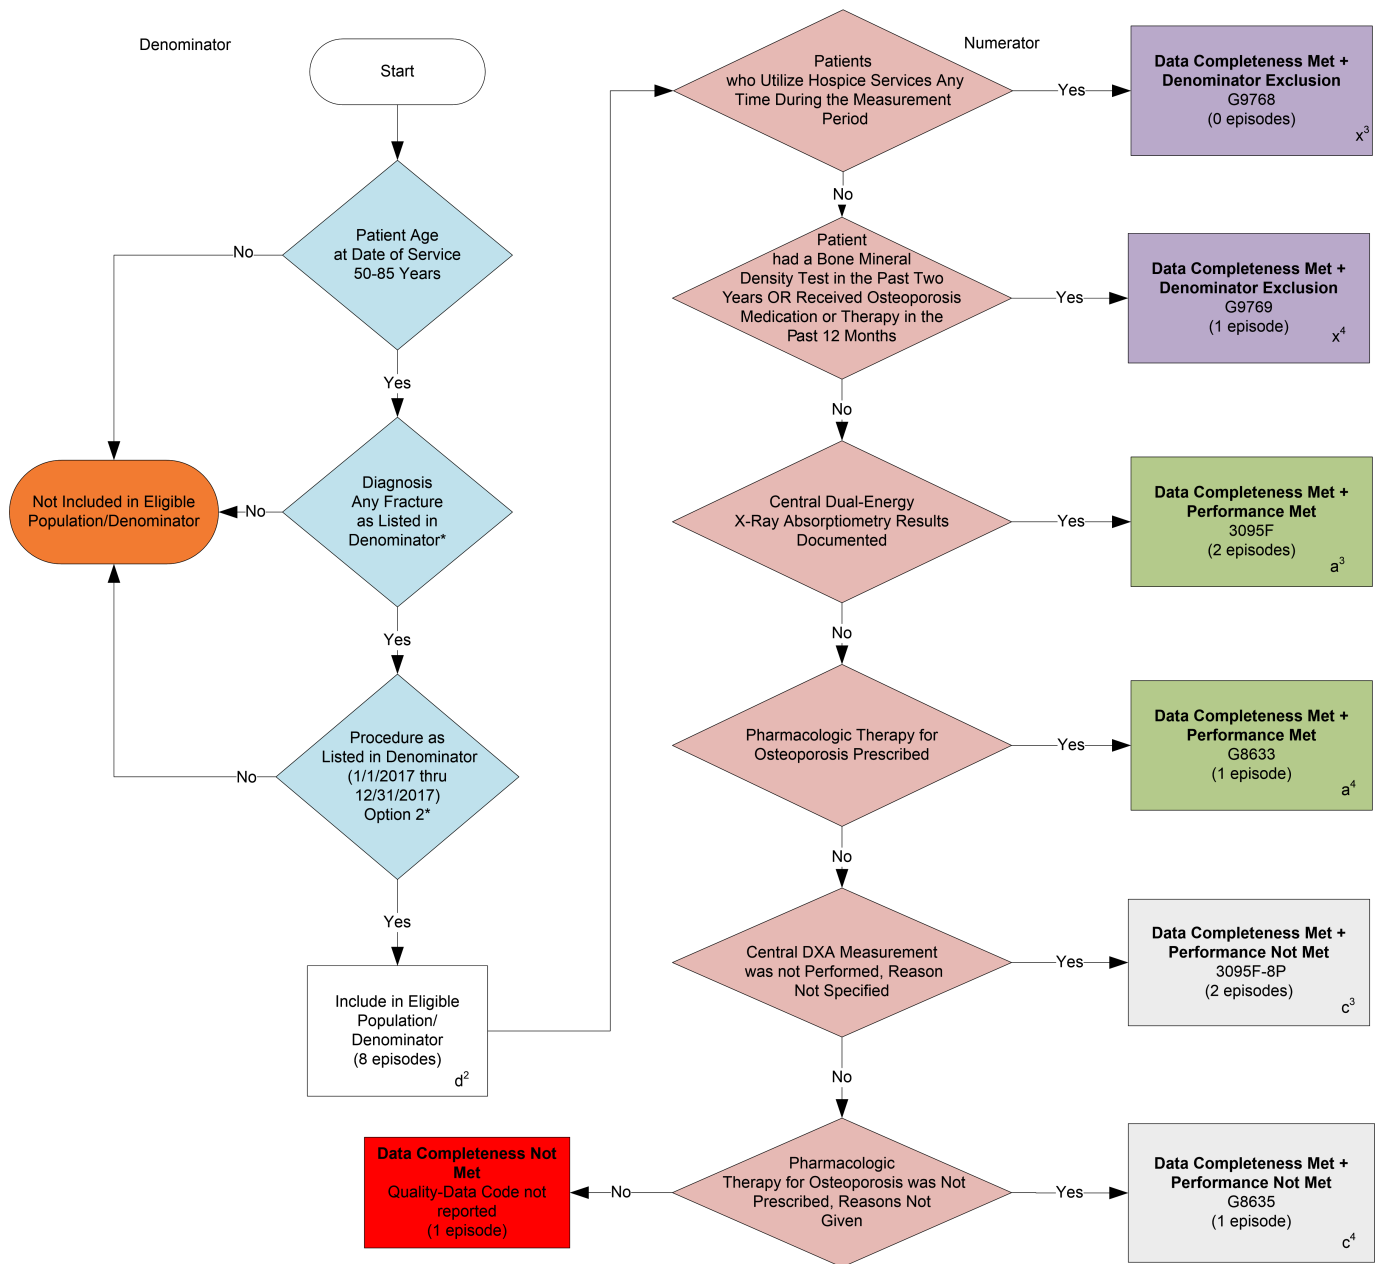 Denominator
Start
Patient Age
at Date of Service
50-85 Years
No
Yes
Diagnosis
Any Fracture
as Listed in
Denominator*
No
Not Included in Eligible
Population/Denominator
Yes
Procedure as
Listed in Denominator
(1/1/2017 thru
12/31/2017)
Option 2*
No
Yes
Include in Eligible
Population/
Denominator
(8 episodes)
d²
Numerator
Patients
who Utilize Hospice Services Any
Time During the Measurement
Period
Yes
Data Completeness Met +
Denominator Exclusion
G9768
(0 episodes)
x³
No
Patient
had a Bone Mineral
Density Test in the Past Two
Years OR Received Osteoporosis
Medication or Therapy in the
Past 12 Months
Yes
Data Completeness Met +
Denominator Exclusion
G9769
(1 episode)
x⁴
No
Central Dual-Energy
X-Ray Absorptiometry Results
Documented
Yes
Data Completeness Met +
Performance Met
3095F
(2 episodes)
a³
No
Pharmacologic Therapy for
Osteoporosis Prescribed
Yes
Data Completeness Met +
Performance Met
G8633
(1 episode)
a⁴
No
Central DXA Measurement
was not Performed, Reason
Not Specified
Yes
Data Completeness Met +
Performance Not Met
3095F-8P
(2 episodes)
c³
No
Pharmacologic
Therapy for Osteoporosis was Not
Prescribed, Reasons Not
Given
Yes
Data Completeness Met +
Performance Not Met
G8635
(1 episode)
c⁴
No
Data Completeness Not
Met
Quality-Data Code not
reported
(1 episode)